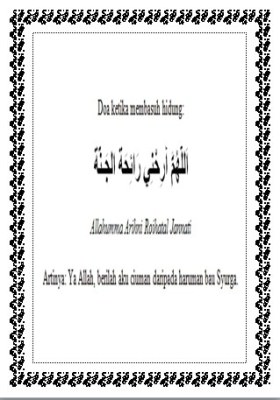 Doa ketika membasuh hidung:
اَللّهُمَّ اَرِحْنِي رَائِحَةَ الجَنَّةَ
Allahumma Arihni Roihatal Jannati
Artinya: Ya Allah, berilah aku ciuman daripada haruman bau Syurga.